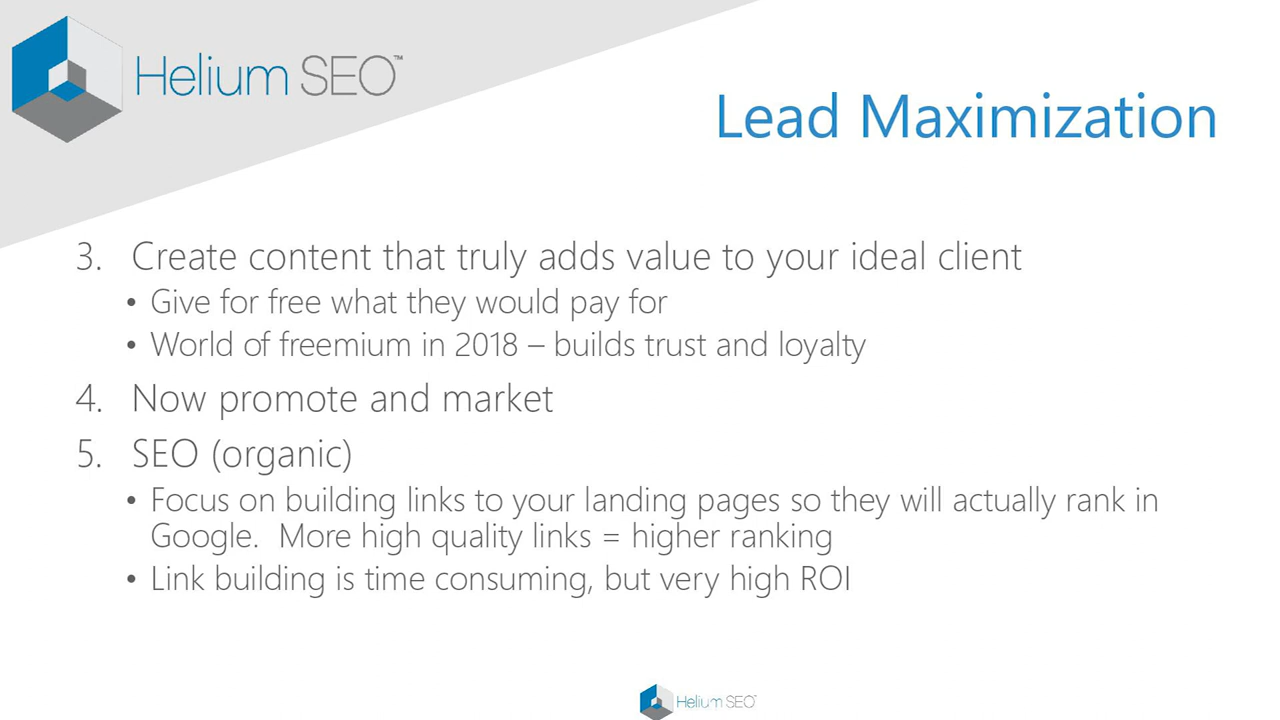 Helium SEO™
Lead Maximization
3. Create content that truly adds value to your ideal client
• Give for free what they would pay for
• World of freemium in 2018 – builds trust and loyalty
4. Now promote and market
5. SEO (organic)
• Focus on building links to your landing pages so they will actually rank in
Google.  More high quality links = higher ranking
• Link building is time consuming, but very high ROI
Helium SEO™